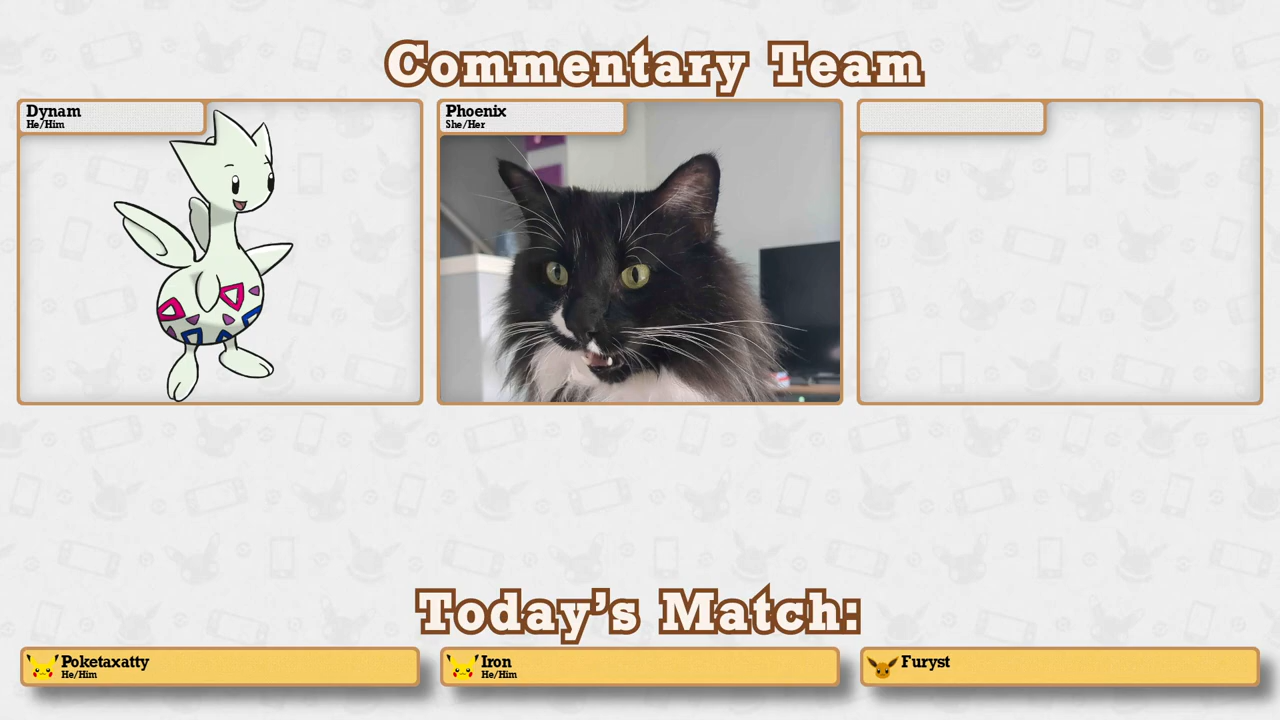 Commentary Team
Dynam
He/Him
Phoenix
She/Her
Today's Match:
Poketaxatty
He/Him
Iron
He/Him
Furyst